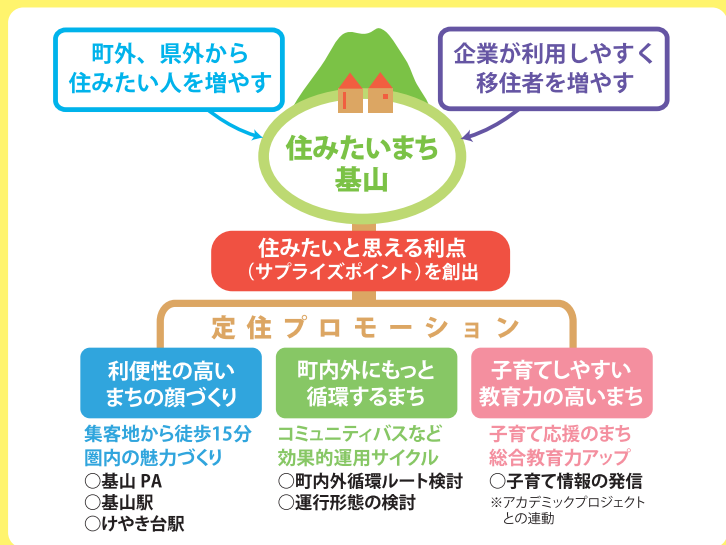 町外、県外から
住みたい人を増やす
企業が利用しやすく
移住者を増やす
住みたいまち
基山
住みたいと思える利点
（サプライズポイント）を創出
定住プロモーション
利便性の高い
まちの顔づくり
集客地から徒歩15分
圏内の魅力づくり
○基山 PA
○基山駅
○けやき台駅
町内外にもっと
循環するまち
コミュニティバスなど
効果的運用サイクル
○町内外循環ルート検討
○運行形態の検討
子育てしやすい
教育力の高いまち
子育て応援のまち
総合教育力アップ
○子育て情報の発信
※アカデミックプロジェクト
との連動